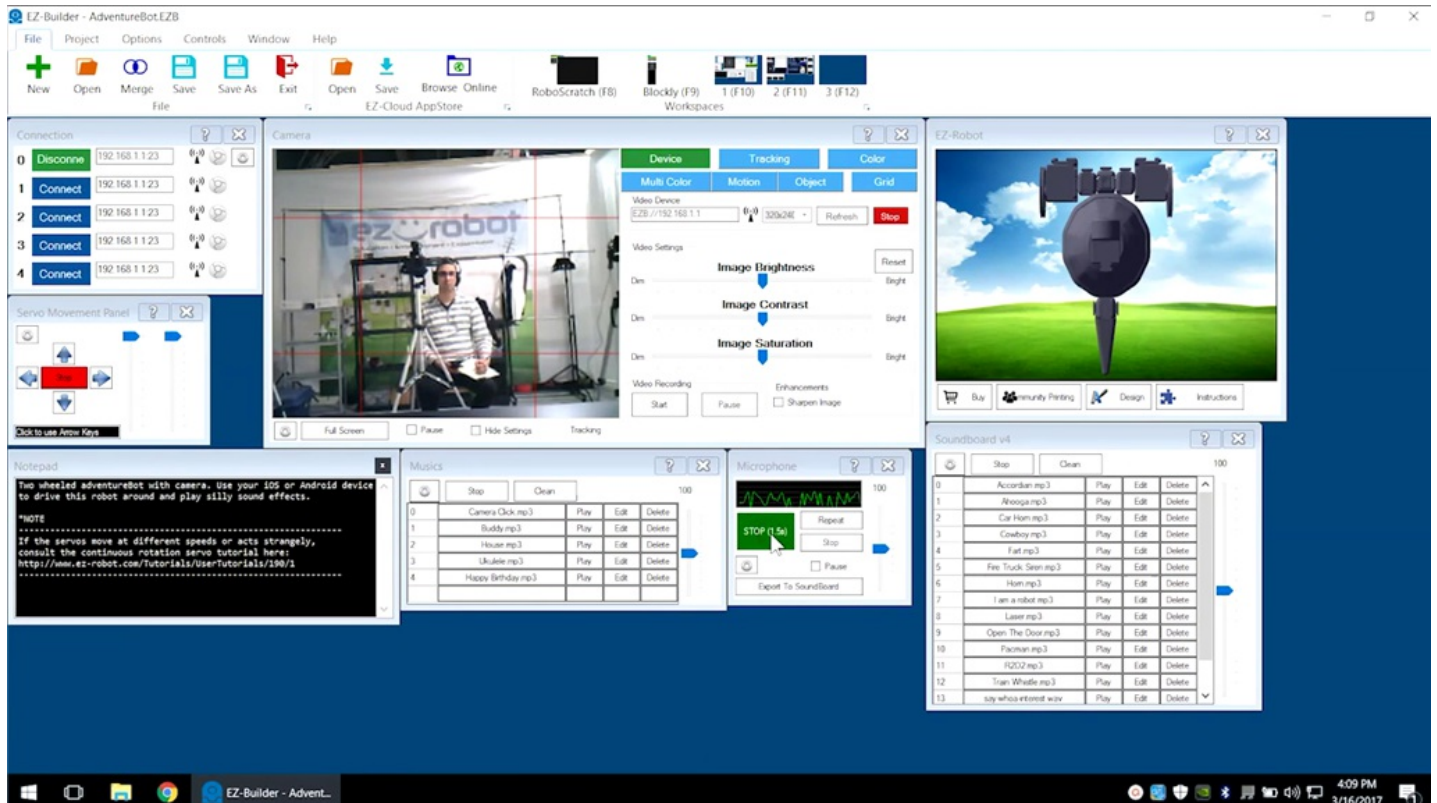 EZ-Builder - AdventureBot.EZB
File Project Options Controls Window Help
New Open Merge Save Save As Exit Open Save Browse Online RoboScratch (F8) Blockly (F9) 1 (F10) 2 (F11) 3 (F12)
File EZ-Cloud AppStore Workspaces
Connection
0 Disconne 192.168.1.1:23
1 Connect 192.168.1.1:23
2 Connect 192.168.1.1:23
3 Connect 192.168.1.1:23
4 Connect 192.168.1.1:23
Servo Movement Panel
Stop
Click to use Arrow Keys
Camera
ez robot
Device Tracking Color
Multi Color Motion Object Grid
Video Device
EZB://192.168.1.1 320x240 Refresh Stop
Video Settings
Reset
Image Brightness
Dim Bright
Image Contrast
Dim Bright
Image Saturation
Dim Bright
Video Recording Enhancements
Start Pause Sharpen Image
Full Screen Pause Hide Settings Tracking
EZ-Robot
Buy mmunity Printing Design Instructions
Notepad
Two wheeled adventureBot with camera. Use your iOS or Android device
to drive this robot around and play silly sound effects.
*NOTE
If the servos move at different speeds or acts strangely,
consult the continuous rotation servo tutorial here:
http://www.ez-robot.com/Tutorials/UserTutorials/190/1
Musics
Stop Clean 100
0 Camera Click.mp3 Play Edit Delete
1 Buddy.mp3 Play Edit Delete
2 House.mp3 Play Edit Delete
3 Ukulele.mp3 Play Edit Delete
4 Happy Birthday.mp3 Play Edit Delete
Microphone
100
STOP (1.5s) Repeat
Stop
Pause
Export To SoundBoard
Soundboard v4
Stop Clean 100
0 Accordian.mp3 Play Edit Delete
1 Ahooga.mp3 Play Edit Delete
2 Car Horn.mp3 Play Edit Delete
3 Cowboy.mp3 Play Edit Delete
4 Fart.mp3 Play Edit Delete
5 Fire Truck Siren.mp3 Play Edit Delete
6 Horn.mp3 Play Edit Delete
7 I am a robot.mp3 Play Edit Delete
8 Laser.mp3 Play Edit Delete
9 Open The Door.mp3 Play Edit Delete
10 Pacman.mp3 Play Edit Delete
11 R2D2.mp3 Play Edit Delete
12 Train Whistle.mp3 Play Edit Delete
13 say whoa interest.wav Play Edit Delete
EZ-Builder - Advent...
4:09 PM
3/16/2017